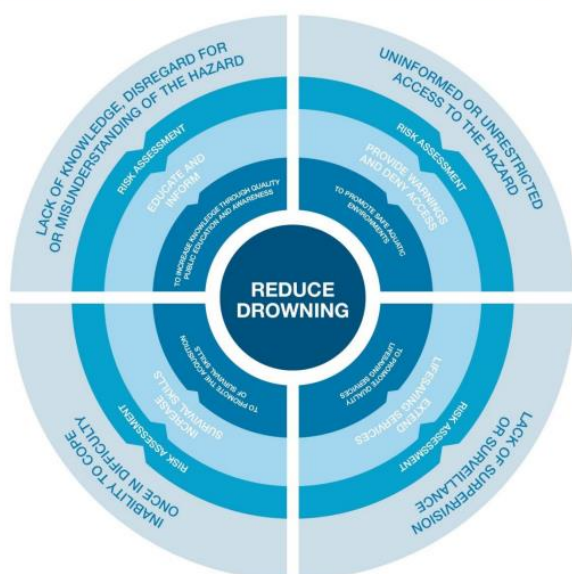 LACK OF KNOWLEDGE, DISREGARD FOR
OR MISUNDERSTANDING OF THE HAZARD
RISK ASSESSMENT
EDUCATE AND
INFORM
TO INCREASE KNOWLEDGE THROUGH QUALITY
PUBLIC EDUCATION AND AWARENESS
UNINFORMED OR UNRESTRICTED
ACCESS TO THE HAZARD
RISK ASSESSMENT
PROVIDE WARNINGS
AND DENY ACCESS
TO PROMOTE SAFE AQUATIC
ENVIRONMENTS
REDUCE
DROWNING
TO PROMOTE THE ACQUISITION
OF SURVIVAL SKILLS
INCREASE
SURVIVAL SKILLS
RISK ASSESSMENT
INABILITY TO COPE
ONCE IN DIFFICULTY
TO PROMOTE QUALITY
LIFESAVING SERVICES
EXTEND
LIFESAVING SERVICES
RISK ASSESSMENT
LACK OF SURPERVISION
OR SURVEILLANCE